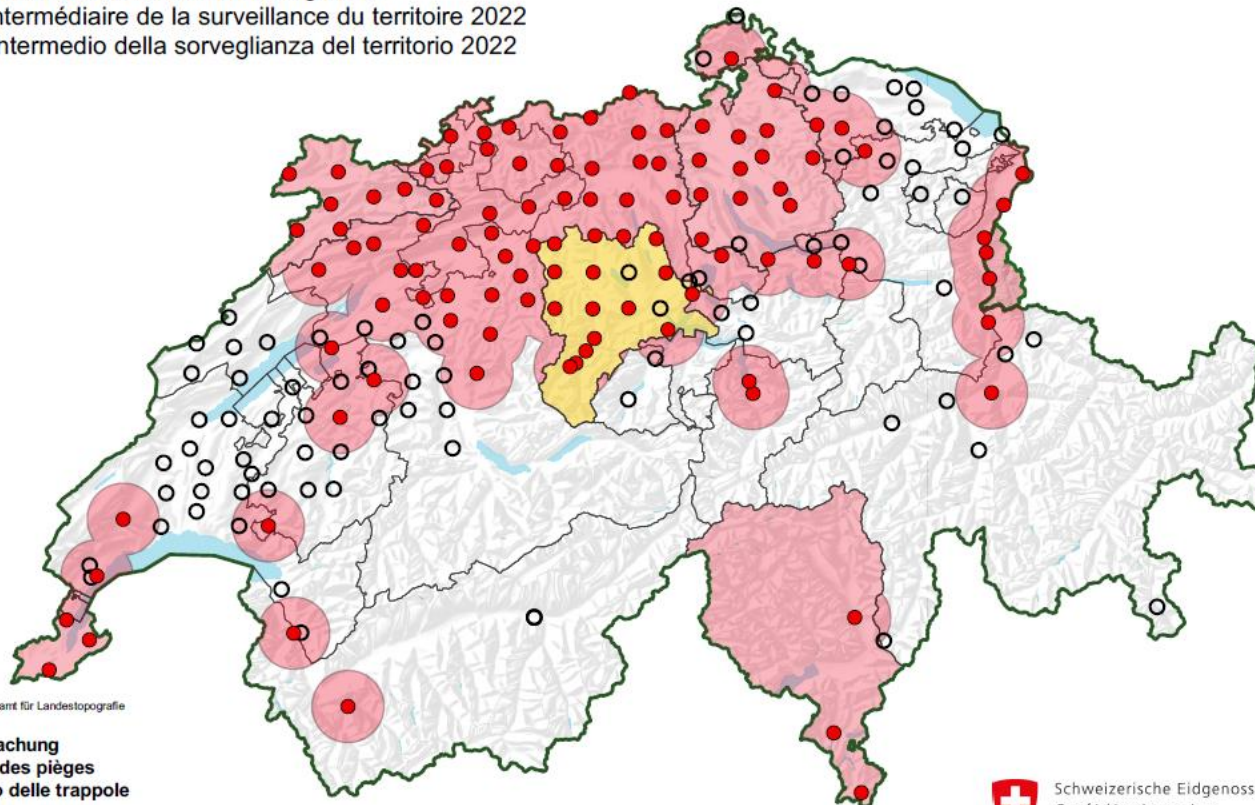 ntermédiaire de la surveillance du territoire 2022
ntermedio della sorveglianza del territorio 2022
amt für Landestopografie
achung
des pièges
o delle trappole
Schweizerische Eidgenoss